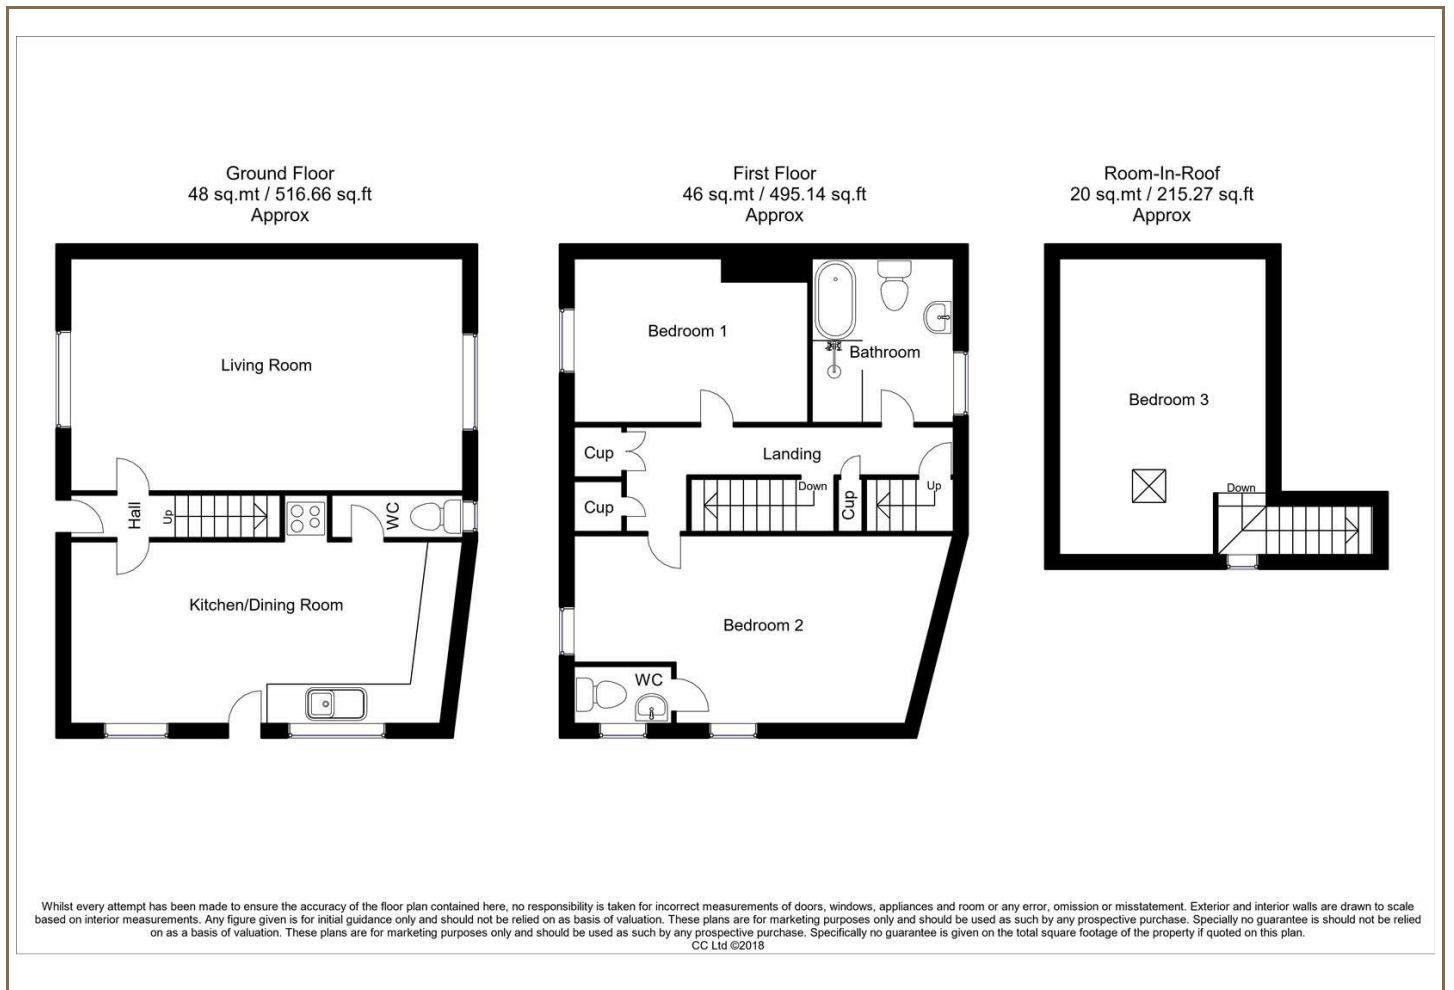 Ground Floor
48 sq.mt / 516.66 sq.ft
Approx
Living Room
Hall
Up
WC
Kitchen/Dining Room
First Floor
46 sq.mt / 495.14 sq.ft
Approx
Bedroom 1
Bathroom
Cup
Landing
Cup
Down
Cup
Up
Bedroom 2
WC
Room-In-Roof
20 sq.mt / 215.27 sq.ft
Approx
Bedroom 3
Down
Whilst every attempt has been made to ensure the accuracy of the floor plan contained here, no responsibility is taken for incorrect measurements of doors, windows, appliances and room or any error, omission or misstatement. Exterior and interior walls are drawn to scale
based on interior measurements. Any figure given is for initial guidance only and should not be relied on as basis of valuation. These plans are for marketing purposes only and should be used as such by any prospective purchase. Specially no guarantee is should not be relied
on as a basis of valuation. These plans are for marketing purposes only and should be used as such by any prospective purchase. Specifically no guarantee is given on the total square footage of the property if quoted on this plan.
CC Ltd ©2018